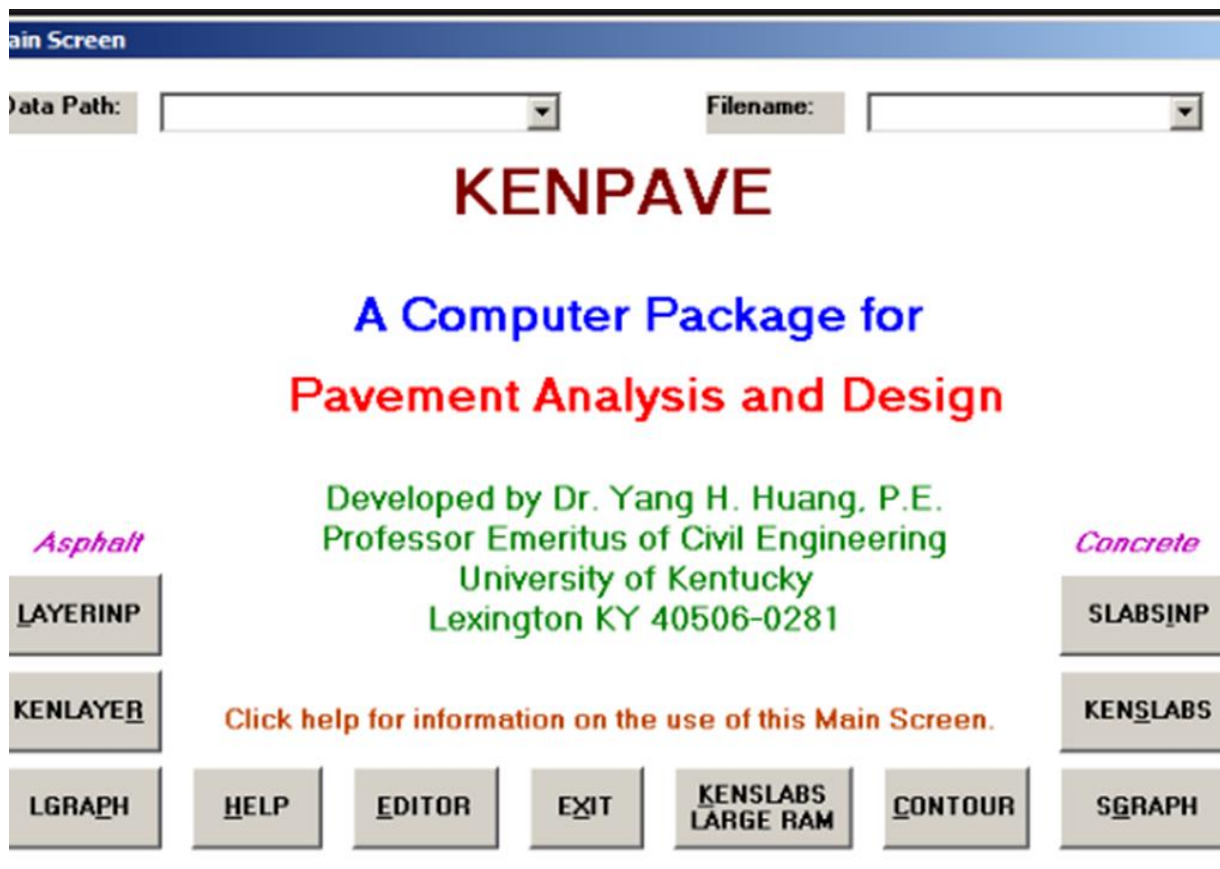 ain Screen
Data Path:
Filename:
KENPAVE
A Computer Package for
Pavement Analysis and Design
Developed by Dr. Yang H. Huang, P.E.
Professor Emeritus of Civil Engineering
University of Kentucky
Lexington KY 40506-0281
Asphalt
Concrete
LAYERINP
SLABSINP
KENLAYER
Click help for information on the use of this Main Screen.
KENSLABS
LGRAPH
HELP
EDITOR
EXIT
KENSLABS
LARGE RAM
CONTOUR
SGRAPH